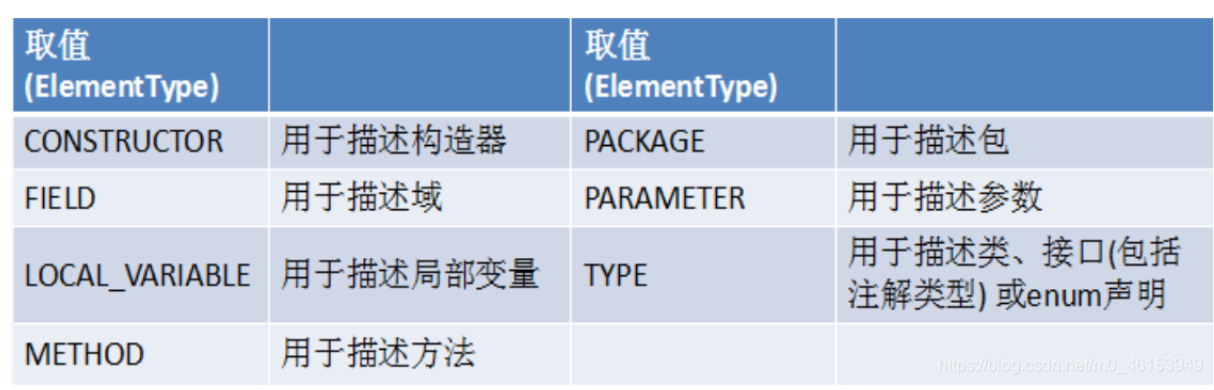 取值
(ElementType)
取值
(ElementType)
CONSTRUCTOR 用于描述构造器 PACKAGE 用于描述包
FIELD 用于描述域 PARAMETER 用于描述参数
LOCAL_VARIABLE 用于描述局部变量 TYPE 用于描述类、接口(包括
注解类型) 或enum声明
METHOD 用于描述方法
https://blog.csdn.net/m0_46153949